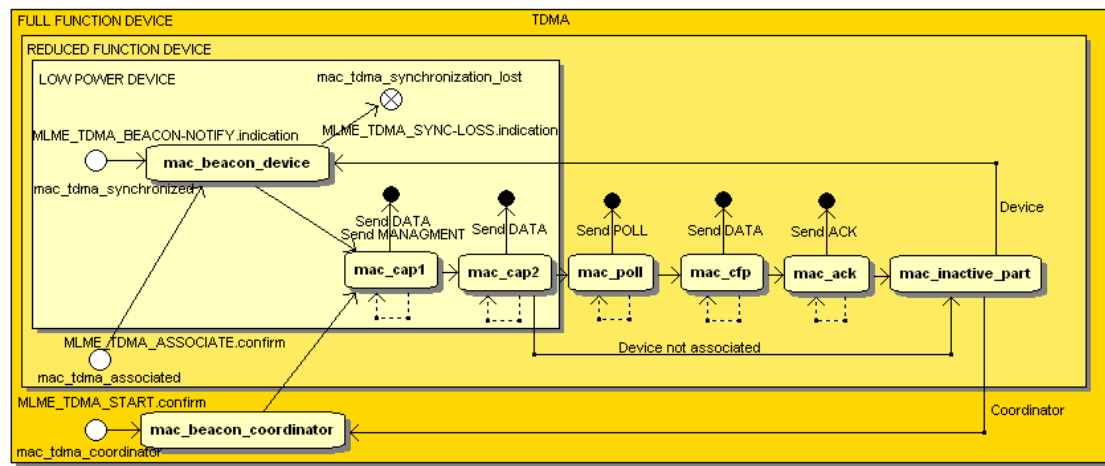 FULL FUNCTION DEVICE
TDMA
REDUCED FUNCTION DEVICE
LOW POWER DEVICE
mac_tdma_synchronization_lost
MLME_TDMA_BEACON-NOTIFY.indication
MLME_TDMA_SYNC-LOSS.indication
mac_beacon_device
mac_tdma_synchronized
Device
Send DATA
Send MANAGMENT
Send DATA
Send POLL
Send DATA
Send ACK
mac_cap1
mac_cap2
mac_poll
mac_cfp
mac_ack
mac_inactive_part
MLME_TDMA_ASSOCIATE.confirm
Device not associated
mac_tdma_associated
MLME_TDMA_START.confirm
Coordinator
mac_beacon_coordinator
mac_tdma_coordinator